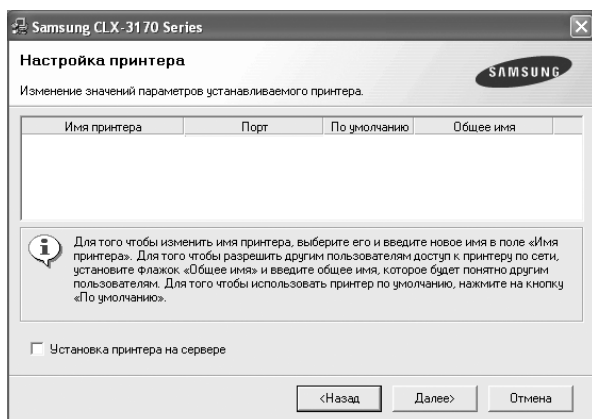 Samsung CLX-3170 Series
Настройка принтера
SAMSUNG
Изменение значений параметров устанавливаемого принтера.
Имя принтера Порт По умолчанию Общее имя
Для того чтобы изменить имя принтера, выберите его и введите новое имя в поле «Имя
принтера». Для того чтобы разрешить другим пользователям доступ к принтеру по сети,
установите флажок «Общее имя» и введите общее имя, которое будет понятно другим
пользователям. Для того чтобы использовать принтер по умолчанию, нажмите на кнопку
«По умолчанию».
Установка принтера на сервере
<Назад Далее> Отмена